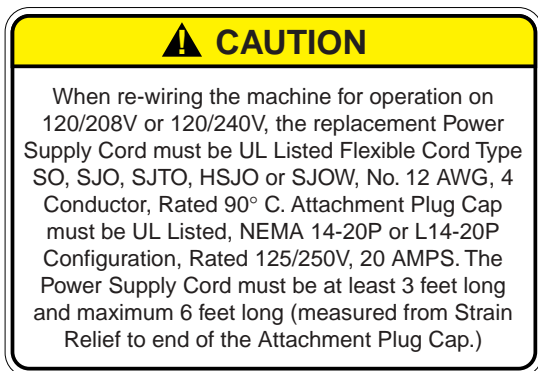 CAUTION
When re-wiring the machine for operation on
120/208V or 120/240V, the replacement Power
Supply Cord must be UL Listed Flexible Cord Type
SO, SJO, SJTO, HSJO or SJOW, No. 12 AWG, 4
Conductor, Rated 90° C. Attachment Plug Cap
must be UL Listed, NEMA 14-20P or L14-20P
Configuration, Rated 125/250V, 20 AMPS. The
Power Supply Cord must be at least 3 feet long
and maximum 6 feet long (measured from Strain
Relief to end of the Attachment Plug Cap.)